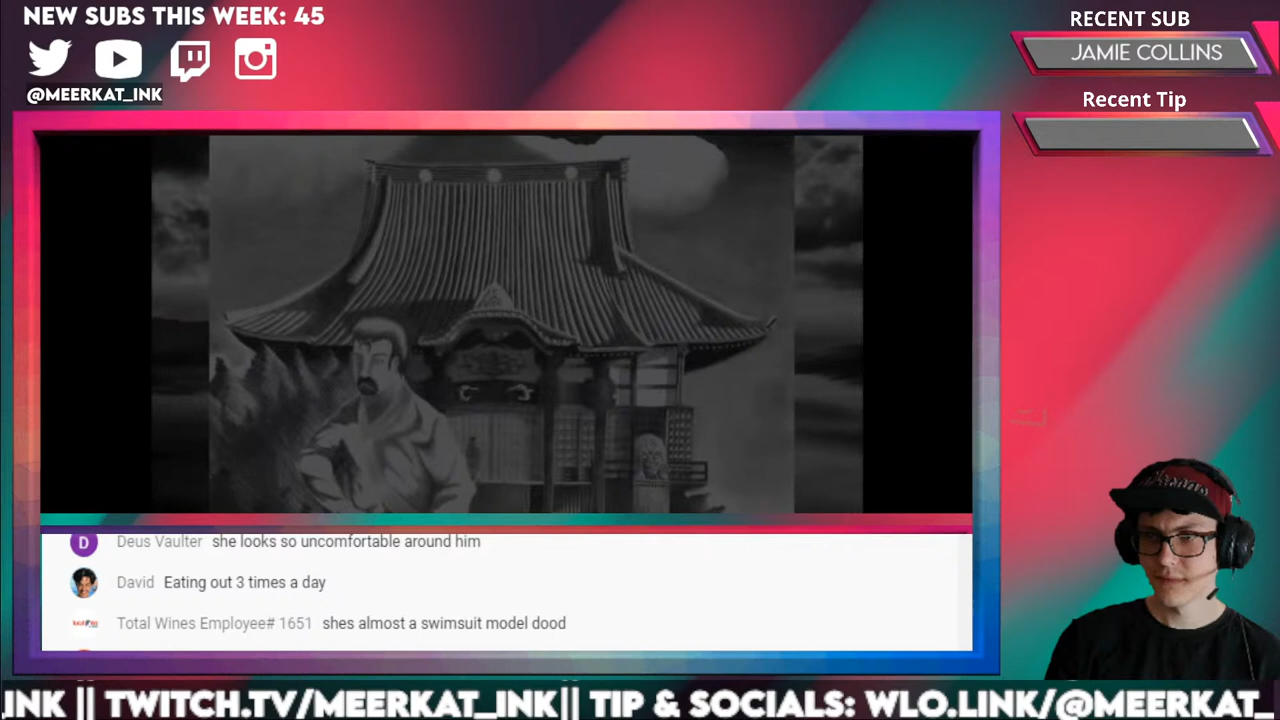 NEW SUBS THIS WEEK: 45
@MEERKAT_INK
RECENT SUB
JAMIE COLLINS
Recent Tip
D Deus Vaulter she looks so uncomfortable around him
David Eating out 3 times a day
Total Wines Employee# 1651 shes almost a swimsuit model dood
.INK || TWITCH.TV/MEERKAT_INK|| TIP & SOCIALS: WLO.LINK/@MEERKAT_